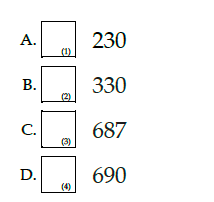 A. (1) 230
B. (2) 330
C. (3) 687
D. (4) 690